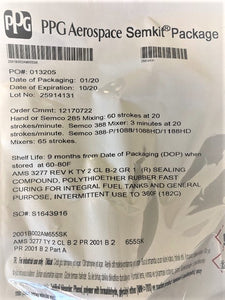 PPG PPG Aerospace Semkit® Package
PO#: 013205
Date of Packaging: 01/20
Date of Expiration: 10/20
Lot No: 25914131
Order Cmmt: 12170722
Hand or Semco 285 Mixing: 60 strokes at 20
strokes/minute. Semco 388 Mixer: 3 minutes at 20
strokes/minute. Semco 388-P/1088/1088HD/1188HD
Mixers: 65 strokes.
Shelf Life: 9 months from Date of Packaging (DOP) when
stored at 60-80F
AMS 3277 REV K TY 2 CL B-2 GR 1 (R) SEALING
COMPOUND, POLYTHIOETHER RUBBER FAST
CURING FOR INTEGRAL FUEL TANKS AND GENERAL
PURPOSE, INTERMITTENT USE TO 360F (182C)
SO#: S1643916
2001B002AM655SK
AMS 3277 TY 2 CL B 2 PR 2001 B 2 655SK
PR 2001 B 2 Part A